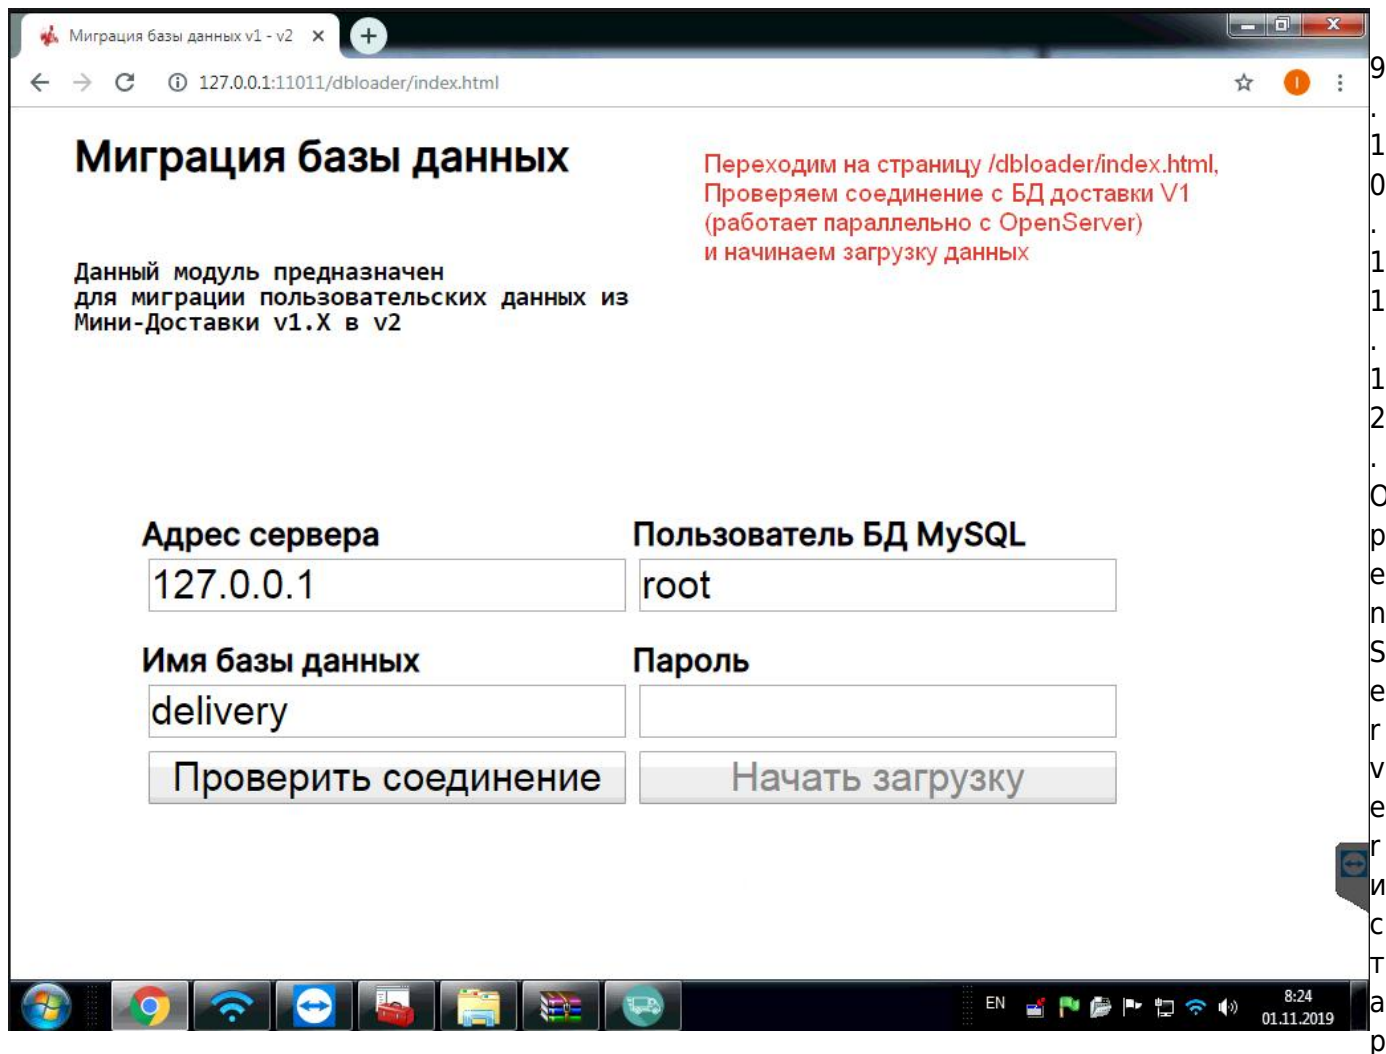 Миграция базы данных v1 - v2
127.0.0.1:11011/dbloader/index.html
I
Миграция базы данных
Переходим на страницу /dbloader/index.html,
Проверяем соединение с БД доставки V1
(работает параллельно с OpenServer)
и начинаем загрузку данных
Данный модуль предназначен
для миграции пользовательских данных из
Мини-Доставки v1.X в v2
Адрес сервера
Пользователь БД MySQL
127.0.0.1
root
Имя базы данных
Пароль
delivery
Проверить соединение
Начать загрузку
EN
8:24
01.11.2019
9.10.11.12.OpenServerистар